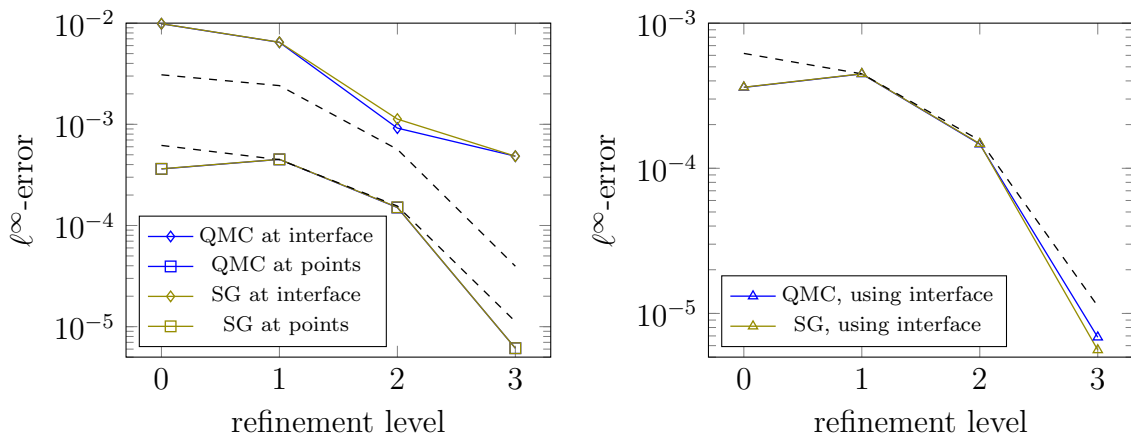 10⁻²
10⁻³
10⁻⁴
10⁻⁵
ℓ∞-error
QMC at interface
QMC at points
SG at interface
SG at points
0 1 2 3
refinement level
10⁻³
10⁻⁴
10⁻⁵
ℓ∞-error
QMC, using interface
SG, using interface
0 1 2 3
refinement level